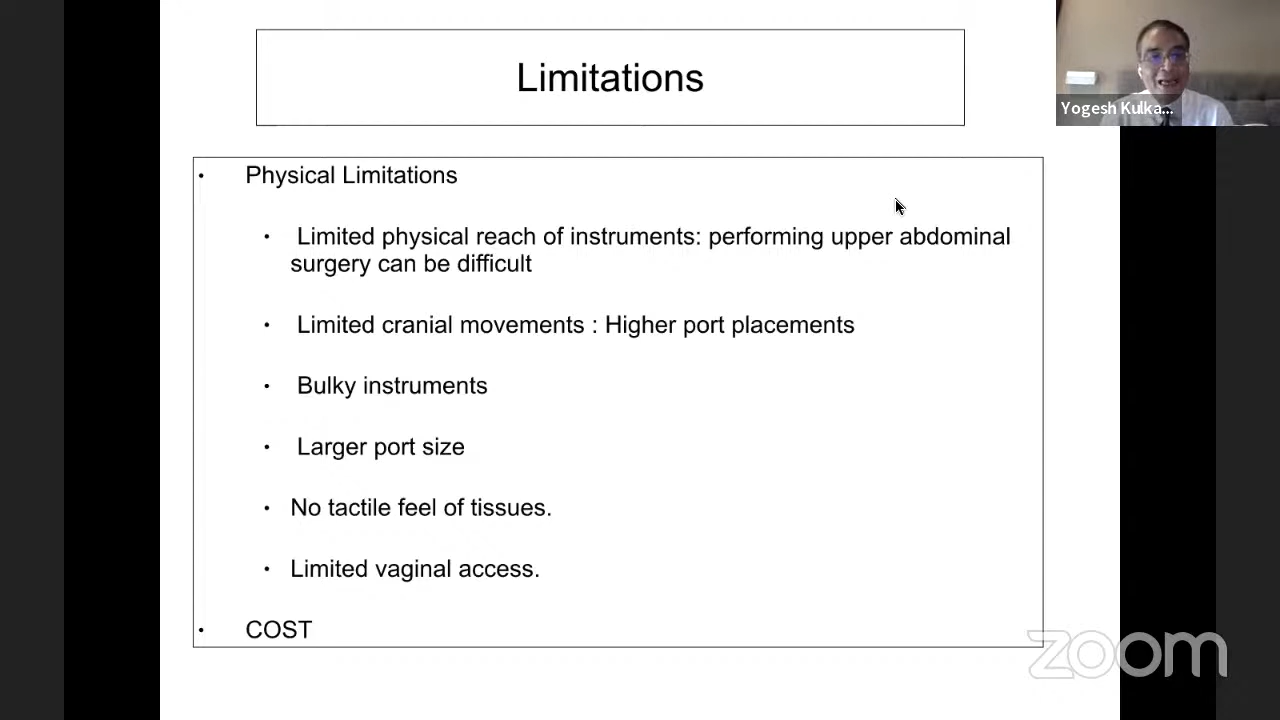 Limitations
Yogesh Kulka...
• Physical Limitations
• Limited physical reach of instruments: performing upper abdominal
surgery can be difficult
• Limited cranial movements : Higher port placements
• Bulky instruments
• Larger port size
• No tactile feel of tissues.
• Limited vaginal access.
• COST
zoom